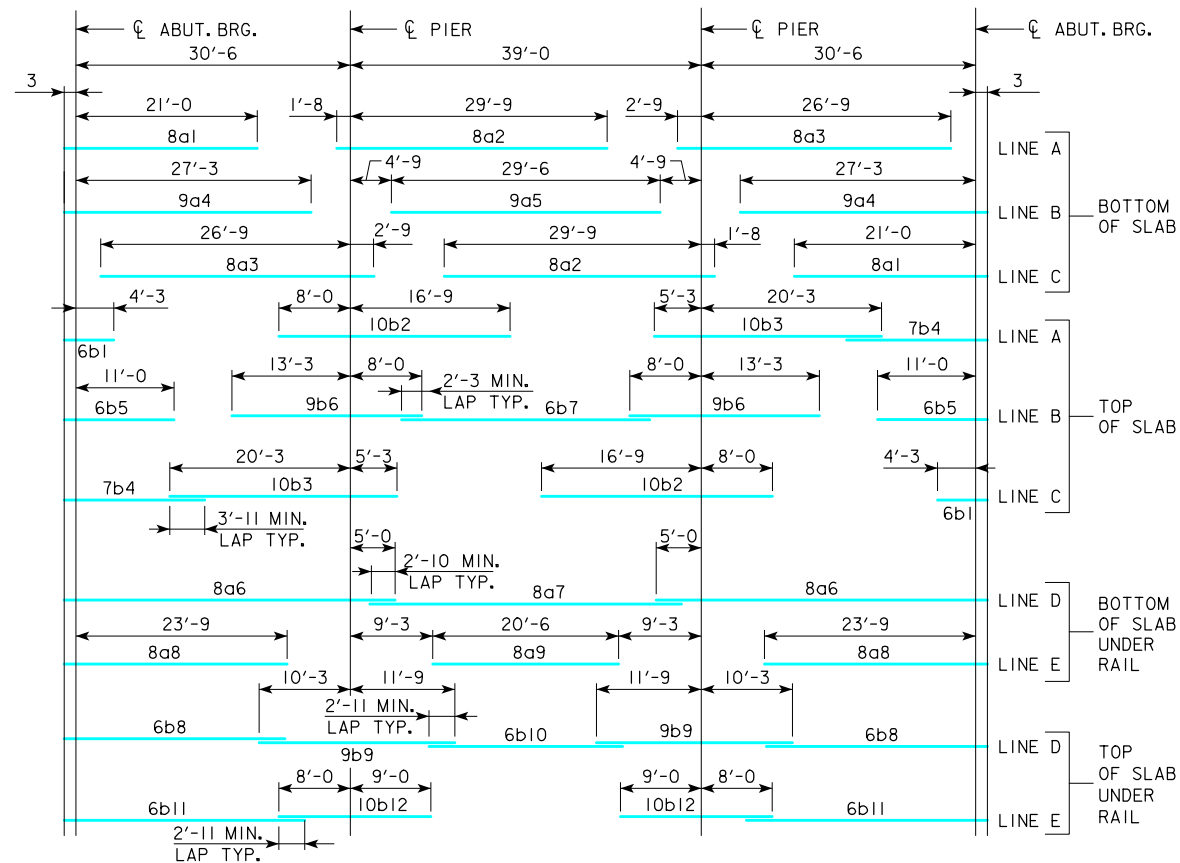 ℄ ABUT. BRG.
℄ PIER
℄ PIER
℄ ABUT. BRG.
30'-6
39'-0
30'-6
3
3
21'-0
1'-8
29'-9
2'-9
26'-9
8a1
8a2
8a3
LINE A
27'-3
4'-9
29'-6
4'-9
27'-3
9a4
9a5
9a4
LINE B
BOTTOM
OF SLAB
26'-9
2'-9
29'-9
1'-8
21'-0
8a3
8a2
8a1
LINE C
4'-3
8'-0
16'-9
5'-3
20'-3
6b1
10b2
10b3
7b4
LINE A
11'-0
13'-3
8'-0
2'-3 MIN.
LAP TYP.
8'-0
13'-3
11'-0
6b5
9b6
6b7
9b6
6b5
LINE B
TOP
OF SLAB
20'-3
5'-3
16'-9
8'-0
4'-3
7b4
10b3
10b2
6b1
LINE C
3'-11 MIN.
LAP TYP.
5'-0
5'-0
2'-10 MIN.
LAP TYP.
8a6
8a7
8a6
LINE D
BOTTOM
OF SLAB
UNDER
RAIL
23'-9
9'-3
20'-6
9'-3
23'-9
8a8
8a9
8a8
LINE E
10'-3
11'-9
11'-9
10'-3
2'-11 MIN.
LAP TYP.
6b8
9b9
6b10
9b9
6b8
LINE D
TOP
OF SLAB
UNDER
RAIL
8'-0
9'-0
9'-0
8'-0
6b11
10b12
10b12
6b11
LINE E
2'-11 MIN.
LAP TYP.